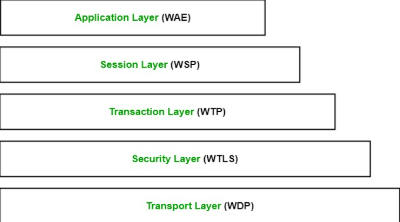 Application Layer (WAE)
Session Layer (WSP)
Transaction Layer (WTP)
Security Layer (WTLS)
Transport Layer (WDP)